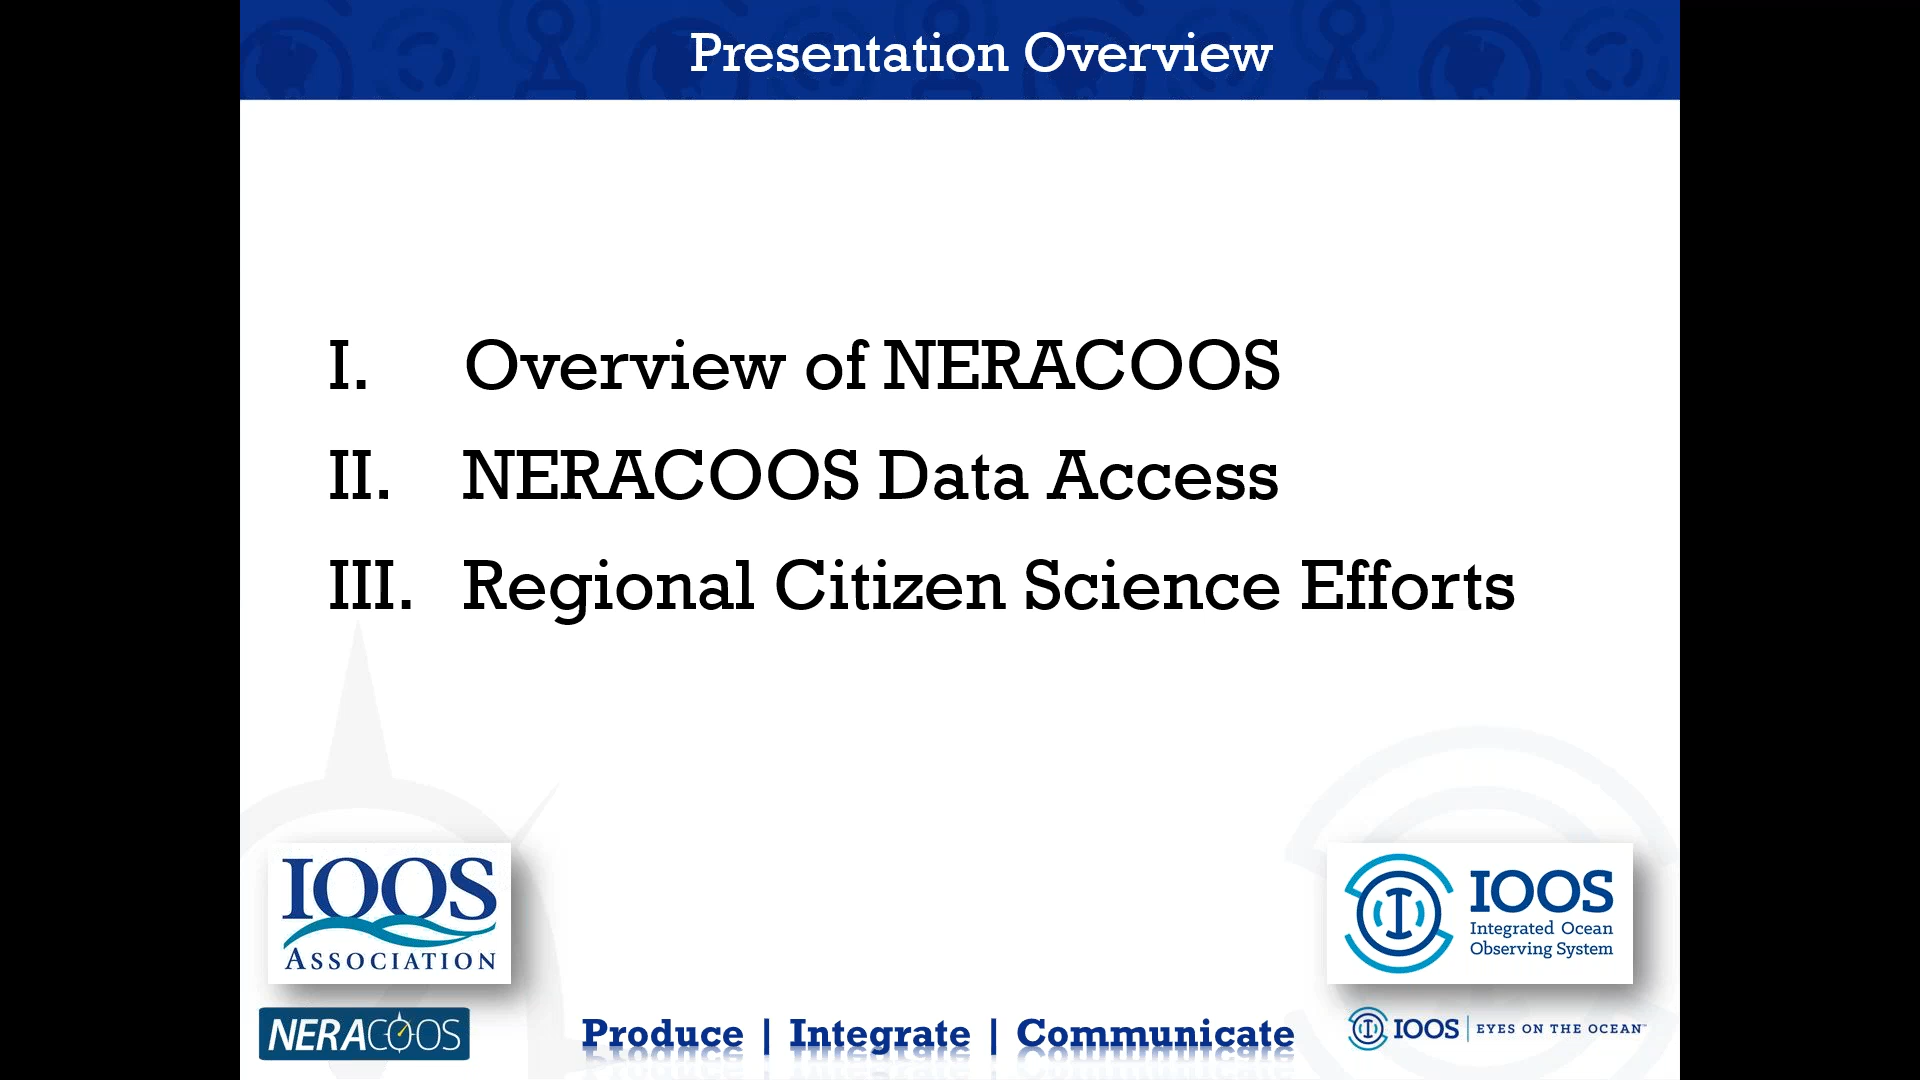 Presentation Overview
I. Overview of NERACOOS
II. NERACOOS Data Access
III. Regional Citizen Science Efforts
IOOS
ASSOCIATION
IOOS
Integrated Ocean
Observing System
NERACOOS
Produce | Integrate | Communicate
IOOS | EYES ON THE OCEAN™